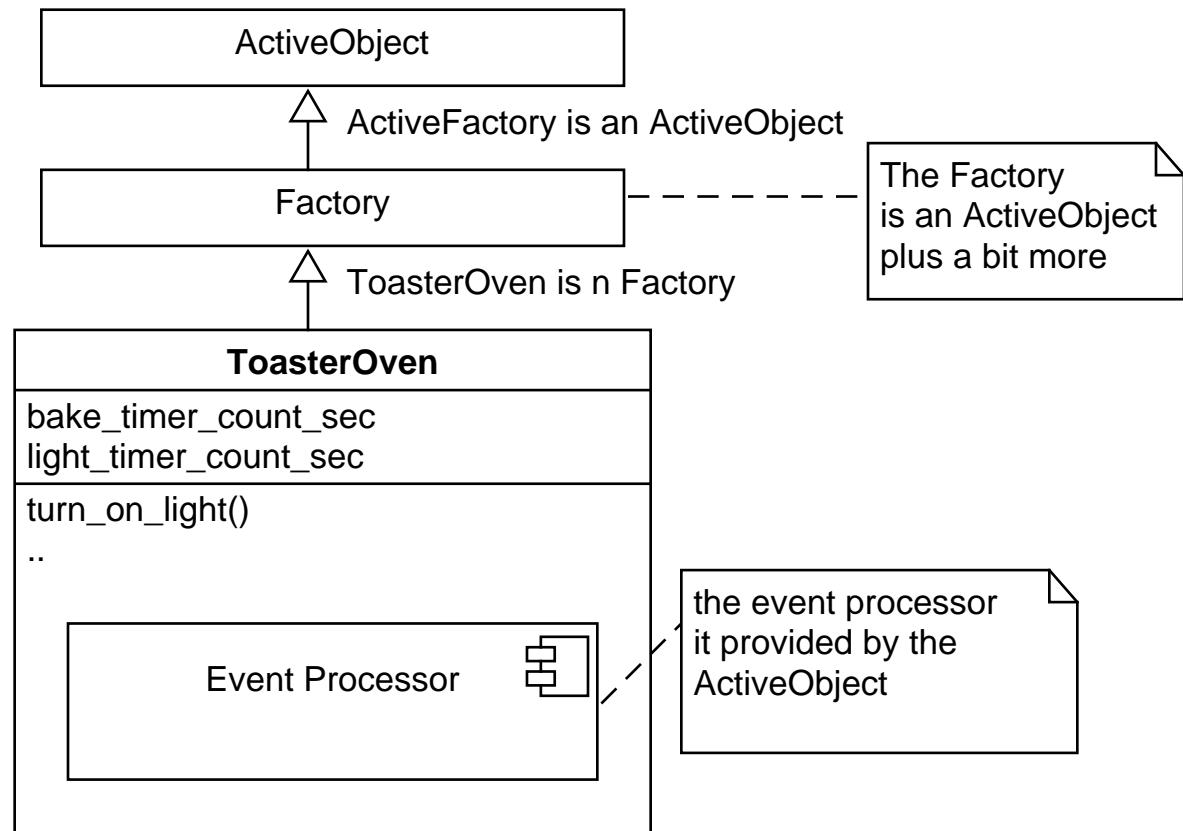 ActiveObject
ActiveFactory is an ActiveObject
Factory
The Factory
is an ActiveObject
plus a bit more
ToasterOven is n Factory
ToasterOven
bake_timer_count_sec
light_timer_count_sec
turn_on_light()
..
Event Processor
the event processor
it provided by the
ActiveObject